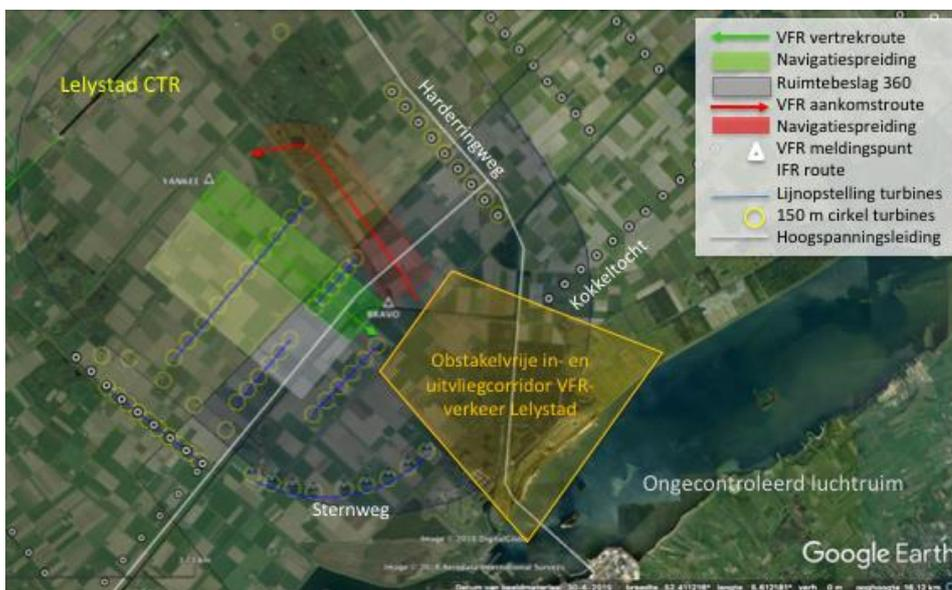 Lelystad CTR
Harderringweg
YANKEE
Kokkeltocht
BRAVO
Obstakelvrije in- en
uitvliegcorridor VFR-
verkeer Lelystad
Sternweg
Ongecontroleerd luchtruim
VFR vertrekroute
Navigatiespreiding
Ruimtebeslag 360
VFR aankomstroute
Navigatiespreiding
VFR meldingspunt
IFR route
Lijnopstelling turbines
150 m cirkel turbines
Hoogspanningsleiding
Google Earth